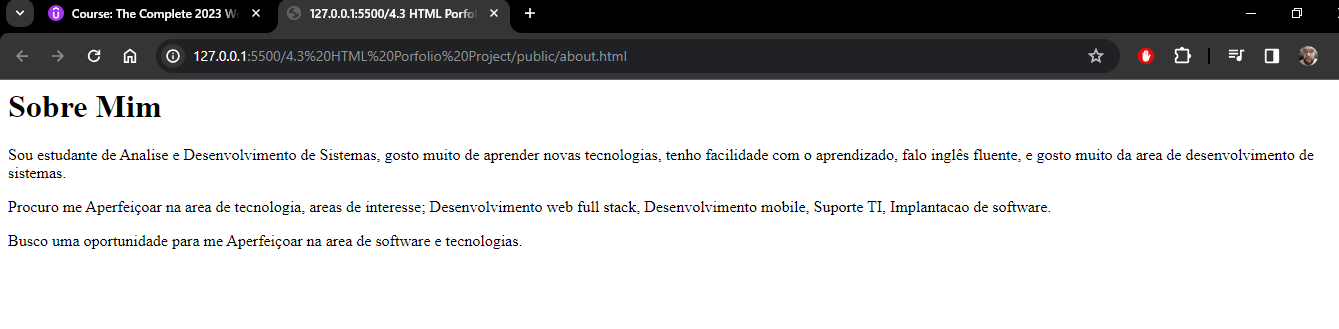 Course: The Complete 2023 We
127.0.0.1:5500/4.3 HTML Porfol
127.0.0.1:5500/4.3%20HTML%20Porfolio%20Project/public/about.html
Sobre Mim
Sou estudante de Analise e Desenvolvimento de Sistemas, gosto muito de aprender novas tecnologias, tenho facilidade com o aprendizado, falo inglês fluente, e gosto muito da area de desenvolvimento de
sistemas.
Procuro me Aperfeiçoar na area de tecnologia, areas de interesse; Desenvolvimento web full stack, Desenvolvimento mobile, Suporte TI, Implantacao de software.
Busco uma oportunidade para me Aperfeiçoar na area de software e tecnologias.